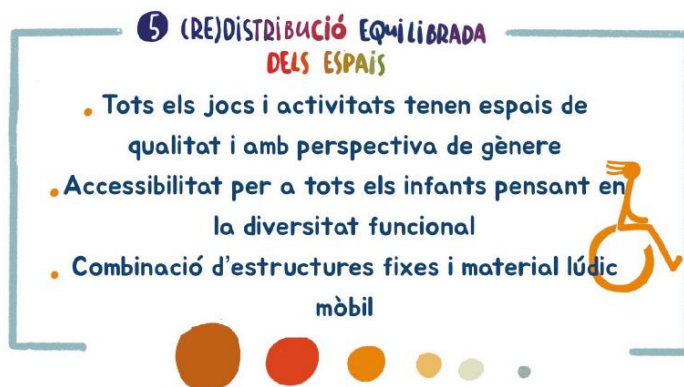 5 (RE)DISTRIBUCIÓ EQUILIBRADA
DELS ESPAIS
• Tots els jocs i activitats tenen espais de
qualitat i amb perspectiva de gènere
• Accessibilitat per a tots els infants pensant en
la diversitat funcional
• Combinació d'estructures fixes i material lúdic
mòbil